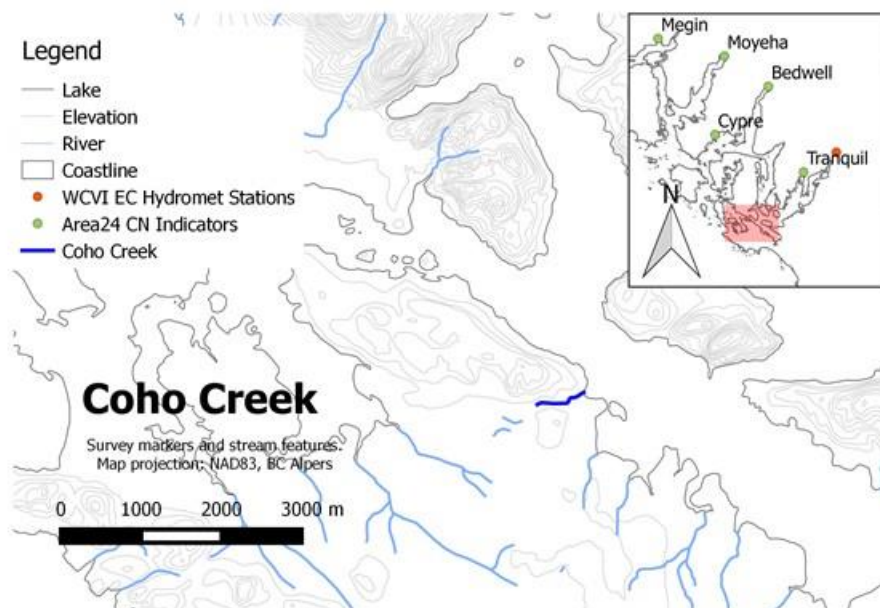 Legend
Lake
Elevation
River
Coastline
WCVI EC Hydromet Stations
Area24 CN Indicators
Coho Creek
Megin
Moyeha
Bedwell
Cypre
Tranquil
N
Coho Creek
Survey markers and stream features.
Map projection; NAD83, BC Alpers
0 1000 2000 3000 m